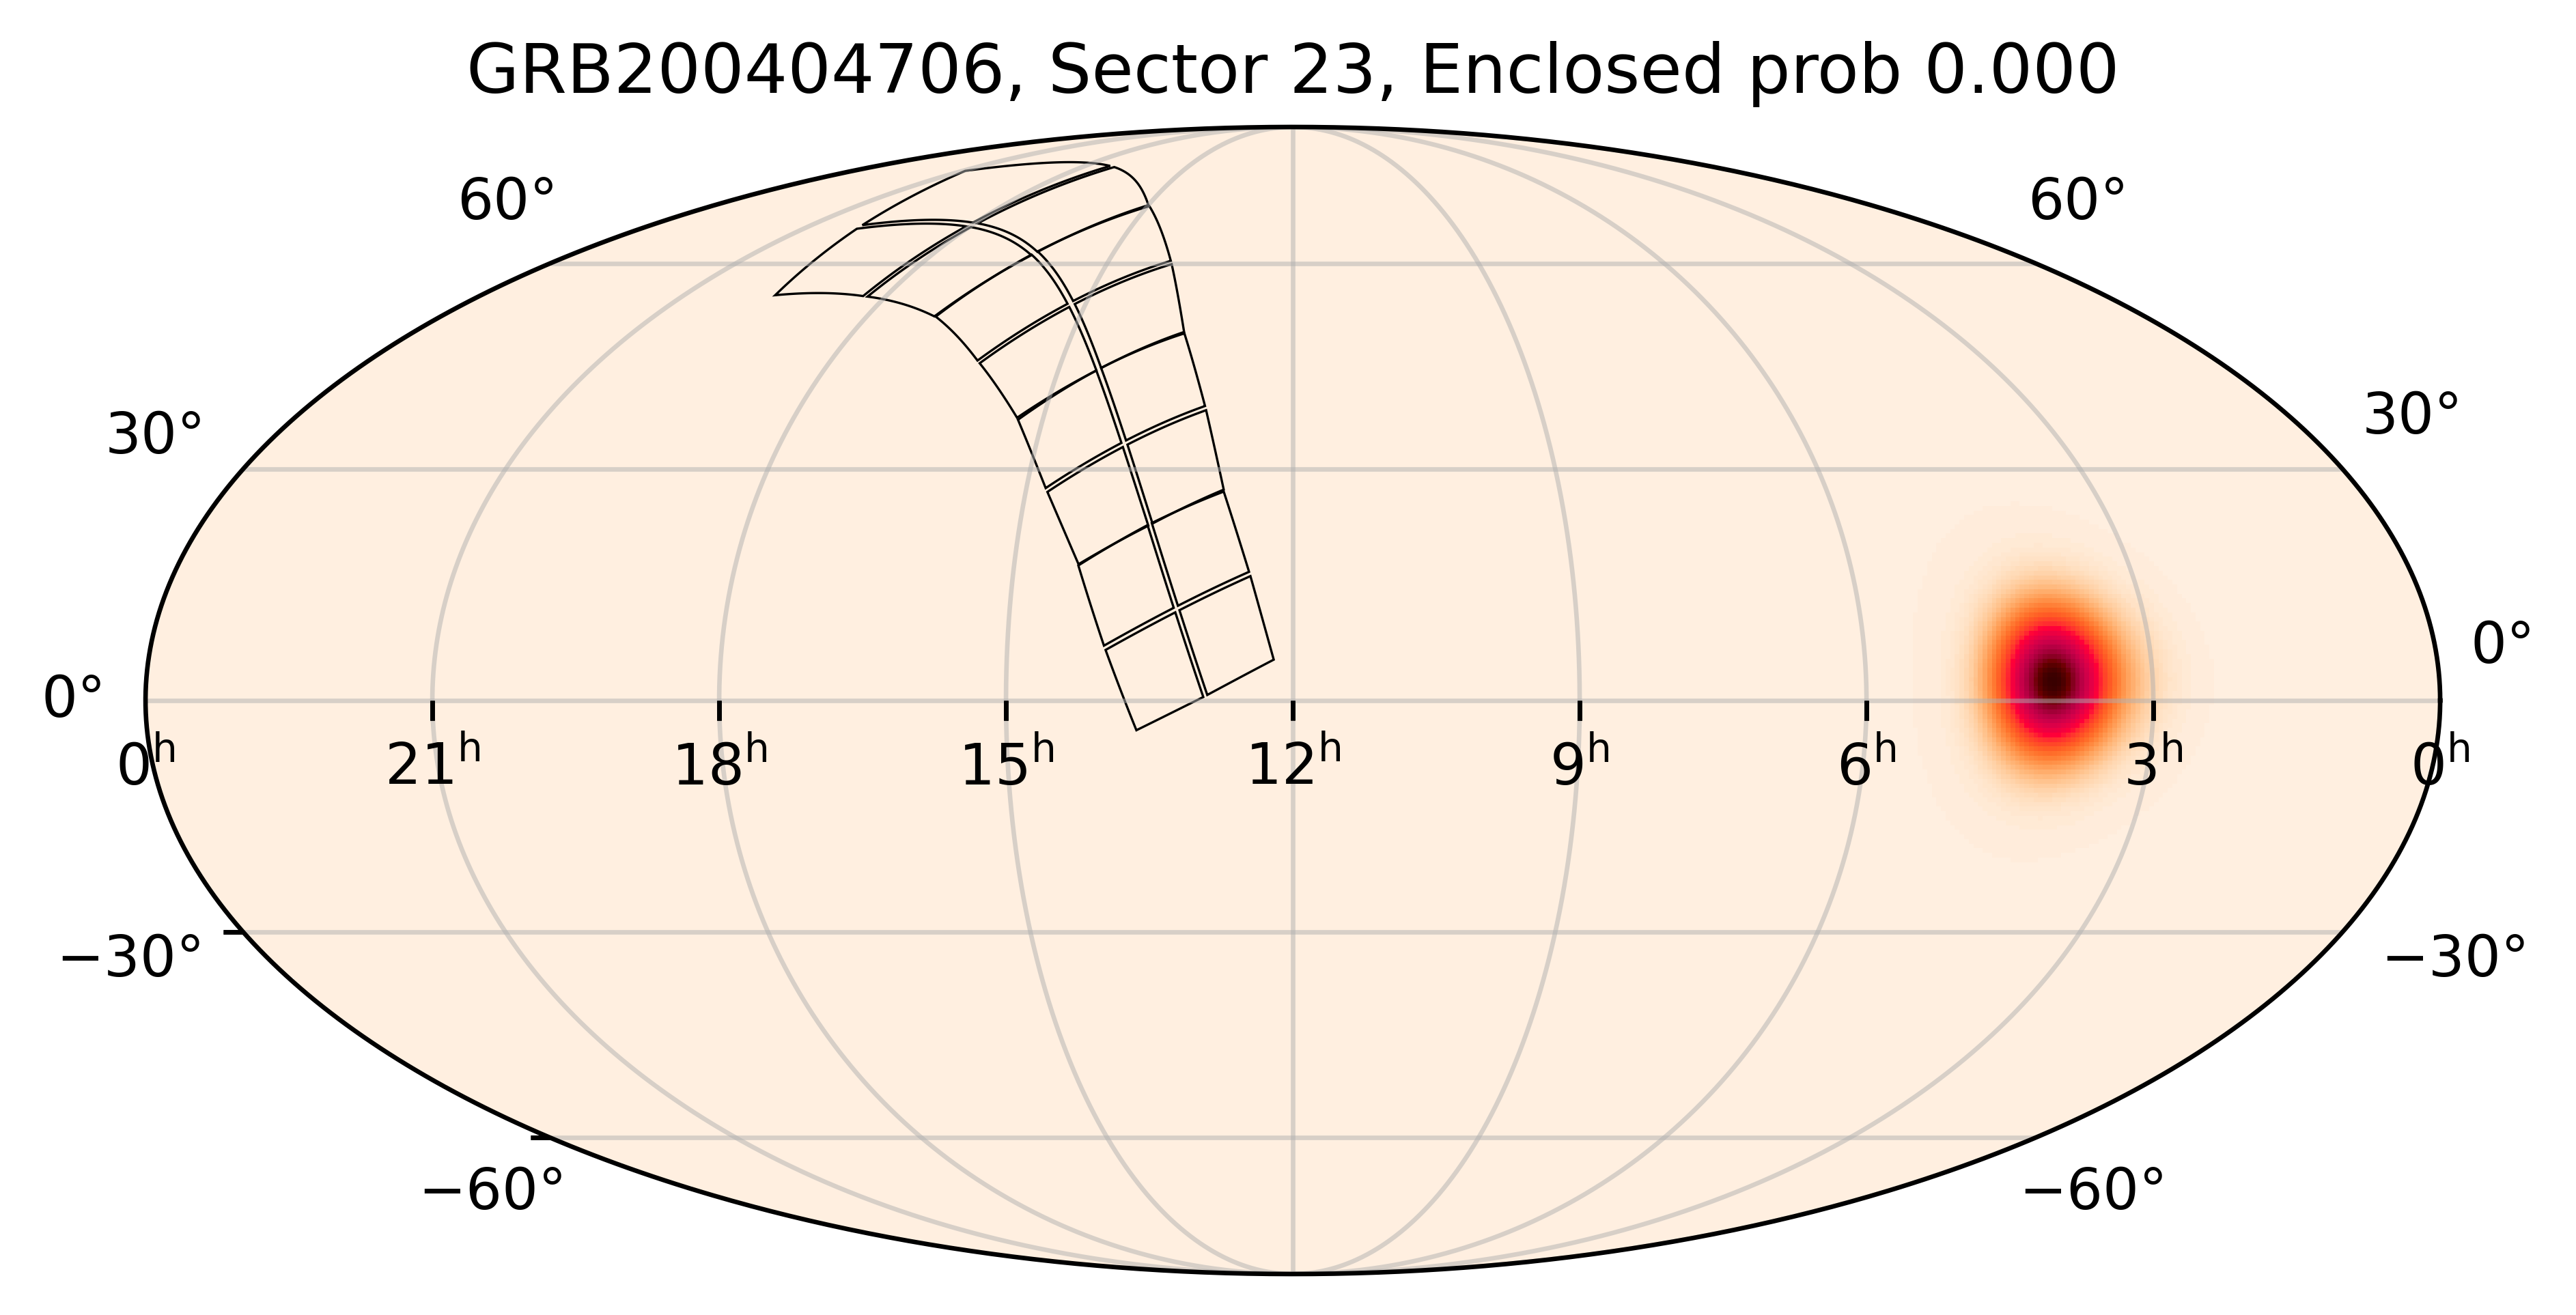 GRB200404706, Sector 23, Enclosed prob 0.000
60° 60°
30° 30°
0° 0°
0ʰ 21ʰ 18ʰ 15ʰ 12ʰ 9ʰ 6ʰ 3ʰ 0ʰ
−30° −30°
−60° −60°